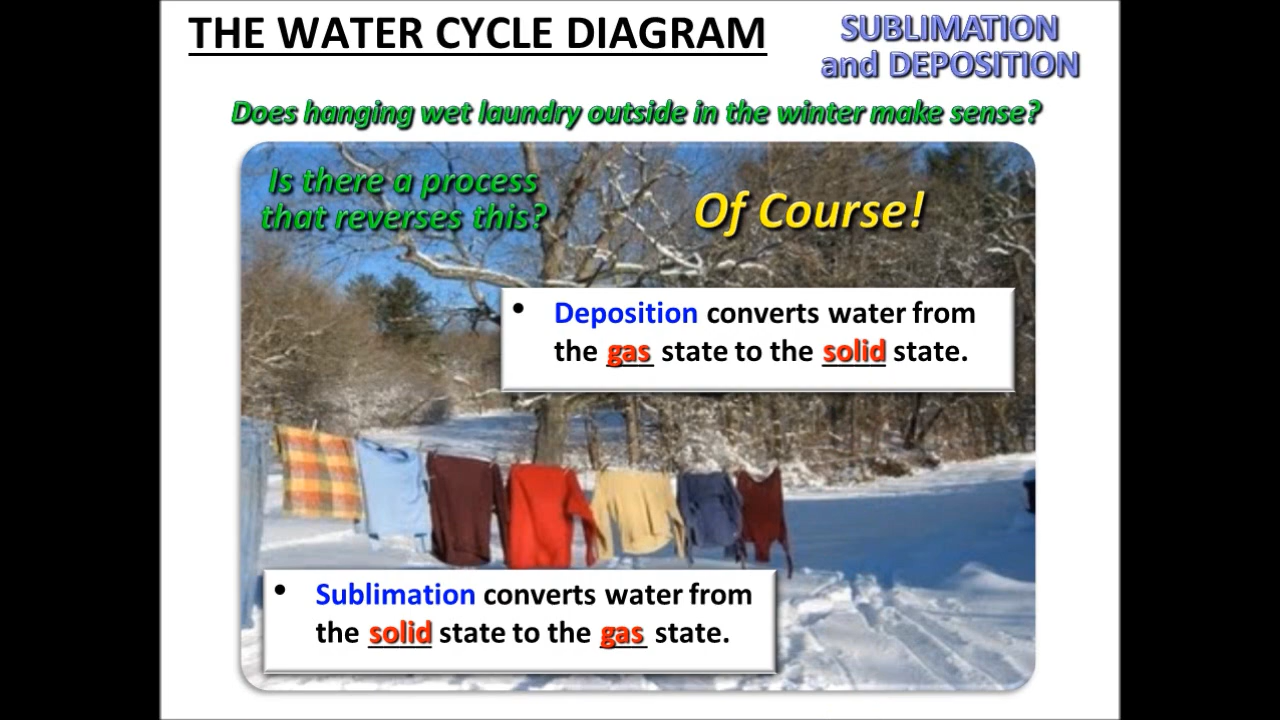 THE WATER CYCLE DIAGRAM
SUBLIMATION
and DEPOSITION
Does hanging wet laundry outside in the winter make sense?
Is there a process
that reverses this?
Of Course!
• Deposition converts water from
the gas state to the solid state.
• Sublimation converts water from
the solid state to the gas state.